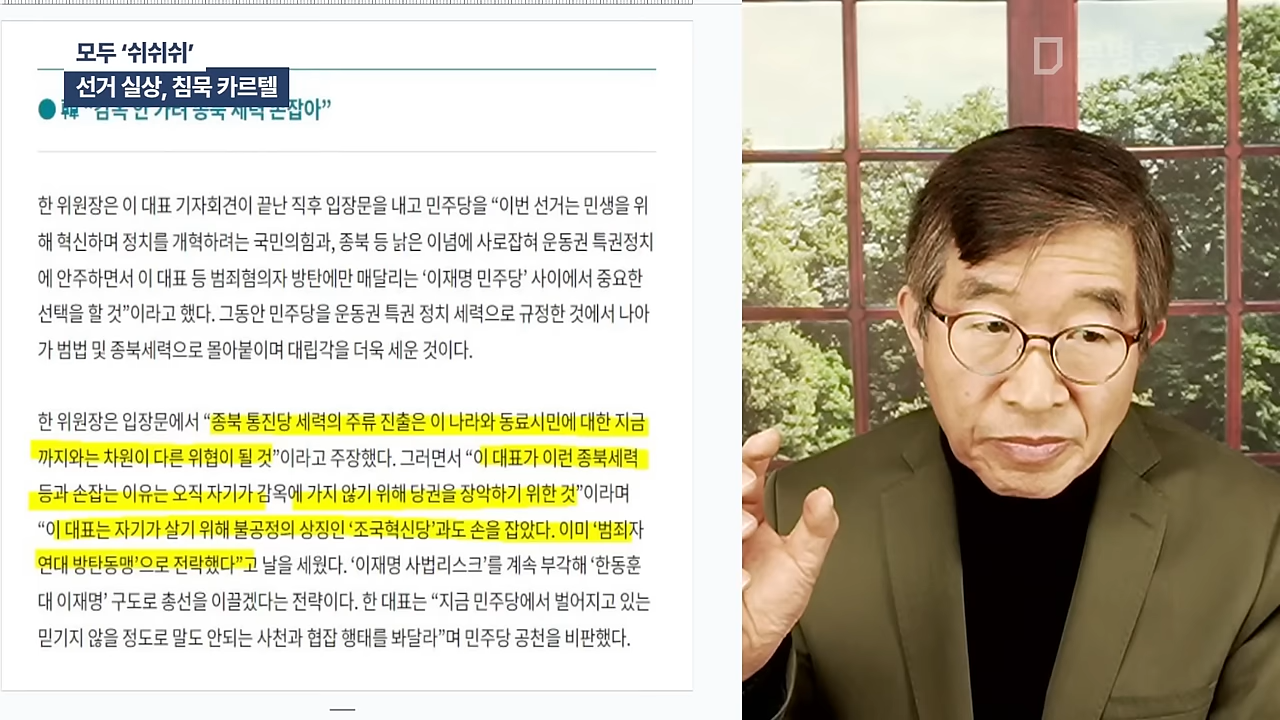 모두 ‘쉬쉬쉬’
선거 실상, 침묵 카르텔
한 위원장은 이 대표 기자회견이 끝난 직후 입장문을 내고 민주당을 “이번 선거는 민생을 위
해 혁신하며 정치를 개혁하려는 국민의힘과, 종북 등 낡은 이념에 사로잡혀 운동권 특권정치
에 안주하면서 이 대표 등 범죄혐의자 방탄에만 매달리는 ‘이재명 민주당’ 사이에서 중요한
선택을 할 것”이라고 했다. 그동안 민주당을 운동권 특권 정치 세력으로 규정한 것에서 나아
가 범법 및 종북세력으로 몰아붙이며 대립각을 더욱 세운 것이다.
한 위원장은 입장문에서 “종북 통진당 세력의 주류 진출은 이 나라와 동료시민에 대한 지금
까지와는 차원이 다른 위협이 될 것”이라고 주장했다. 그러면서 “이 대표가 이런 종북세력
등과 손잡는 이유는 오직 자기가 감옥에 가지 않기 위해 당권을 장악하기 위한 것”이라며
“이 대표는 자기가 살기 위해 불공정의 상징인 ‘조국혁신당’과도 손을 잡았다. 이미 ‘범죄자
연대 방탄동맹’으로 전락했다”고 날을 세웠다. ‘이재명 사법리스크’를 계속 부각해 ‘한동훈
대 이재명’ 구도로 총선을 이끌겠다는 전략이다. 한 대표는 “지금 민주당에서 벌어지고 있는
믿기지 않을 정도로 말도 안되는 사천과 협잡 행태를 봐달라”며 민주당 공천을 비판했다.